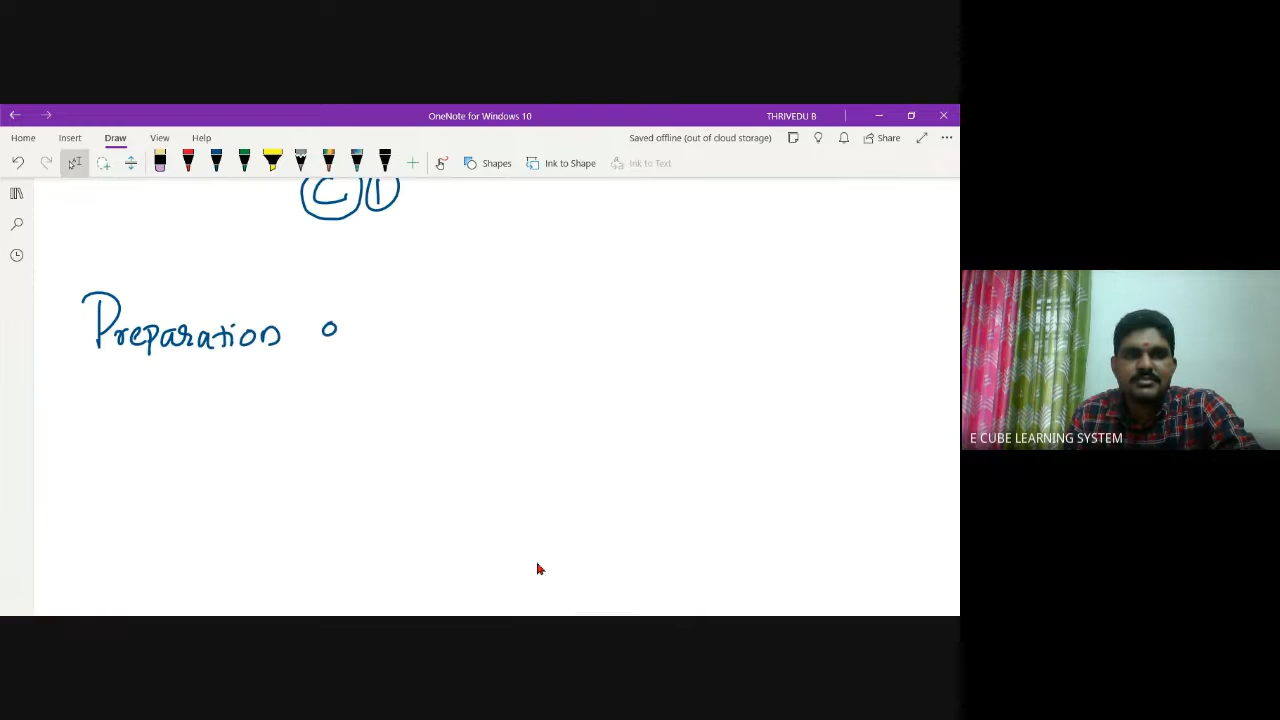 OneNote for Windows 10
THRIVEDU B
Home Insert Draw View Help
Saved offline (out of cloud storage)
Share
Shapes
Ink to Shape
Ink to Text
Preparation o
E CUBE LEARNING SYSTEM